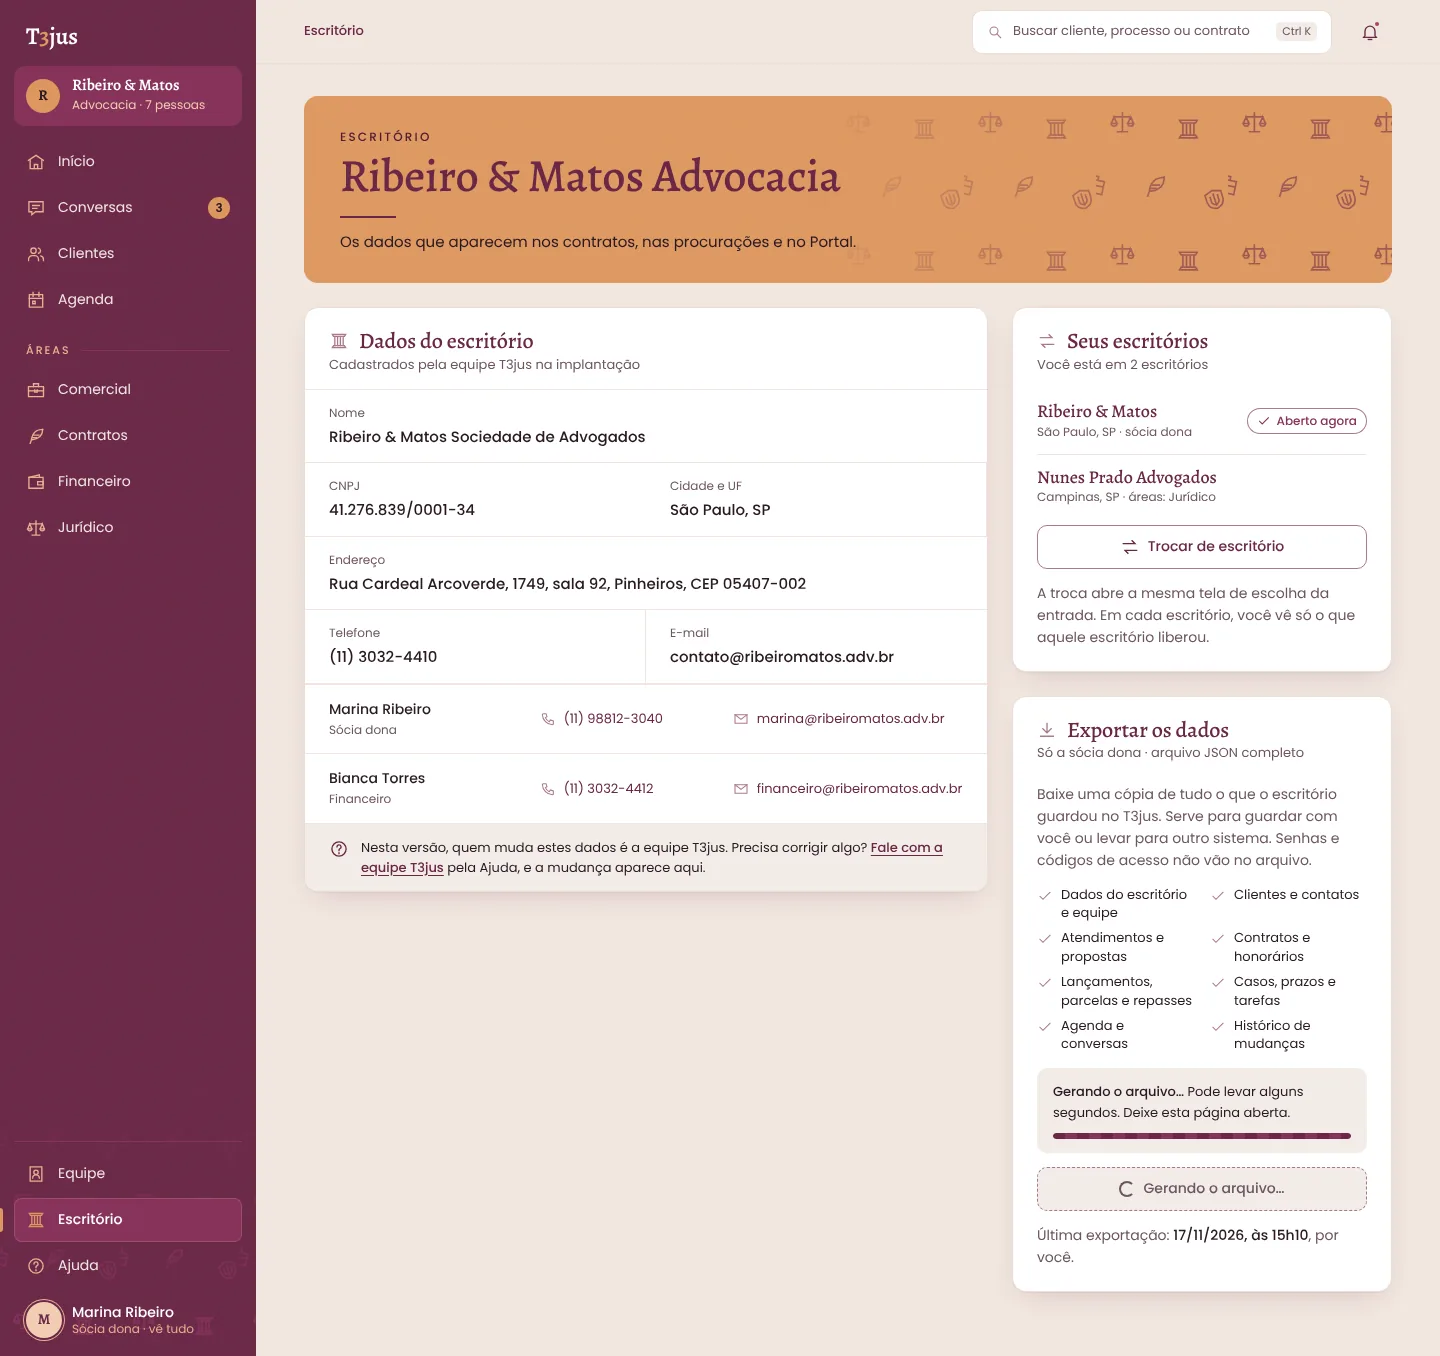 T3jus
R
Ribeiro & Matos
Advocacia · 7 pessoas
Início
Conversas
3
Clientes
Agenda
ÁREAS
Comercial
Contratos
Financeiro
Jurídico
Equipe
Escritório
Ajuda
M
Marina Ribeiro
Sócia dona · vê tudo
Escritório
Buscar cliente, processo ou contrato
Ctrl K
ESCRITÓRIO
Ribeiro & Matos Advocacia
Os dados que aparecem nos contratos, nas procurações e no Portal.
Dados do escritório
Cadastrados pela equipe T3jus na implantação
Nome
Ribeiro & Matos Sociedade de Advogados
CNPJ
41.276.839/0001-34
Cidade e UF
São Paulo, SP
Endereço
Rua Cardeal Arcoverde, 1749, sala 92, Pinheiros, CEP 05407-002
Telefone
(11) 3032-4410
E-mail
contato@ribeiromatos.adv.br
Marina Ribeiro
Sócia dona
(11) 98812-3040
marina@ribeiromatos.adv.br
Bianca Torres
Financeiro
(11) 3032-4412
financeiro@ribeiromatos.adv.br
Nesta versão, quem muda estes dados é a equipe T3jus. Precisa corrigir algo? Fale com a
equipe T3jus pela Ajuda, e a mudança aparece aqui.
Seus escritórios
Você está em 2 escritórios
Ribeiro & Matos
São Paulo, SP · sócia dona
Aberto agora
Nunes Prado Advogados
Campinas, SP · áreas: Jurídico
Trocar de escritório
A troca abre a mesma tela de escolha da
entrada. Em cada escritório, você vê só o que
aquele escritório liberou.
Exportar os dados
Só a sócia dona · arquivo JSON completo
Baixe uma cópia de tudo o que o escritório
guardou no T3jus. Serve para guardar com
você ou levar para outro sistema. Senhas e
códigos de acesso não vão no arquivo.
Dados do escritório
e equipe
Clientes e contatos
Atendimentos e
propostas
Contratos e
honorários
Lançamentos,
parcelas e repasses
Casos, prazos e
tarefas
Agenda e
conversas
Histórico de
mudanças
Gerando o arquivo... Pode levar alguns
segundos. Deixe esta página aberta.
Gerando o arquivo...
Última exportação: 17/11/2026, às 15h10, por
você.